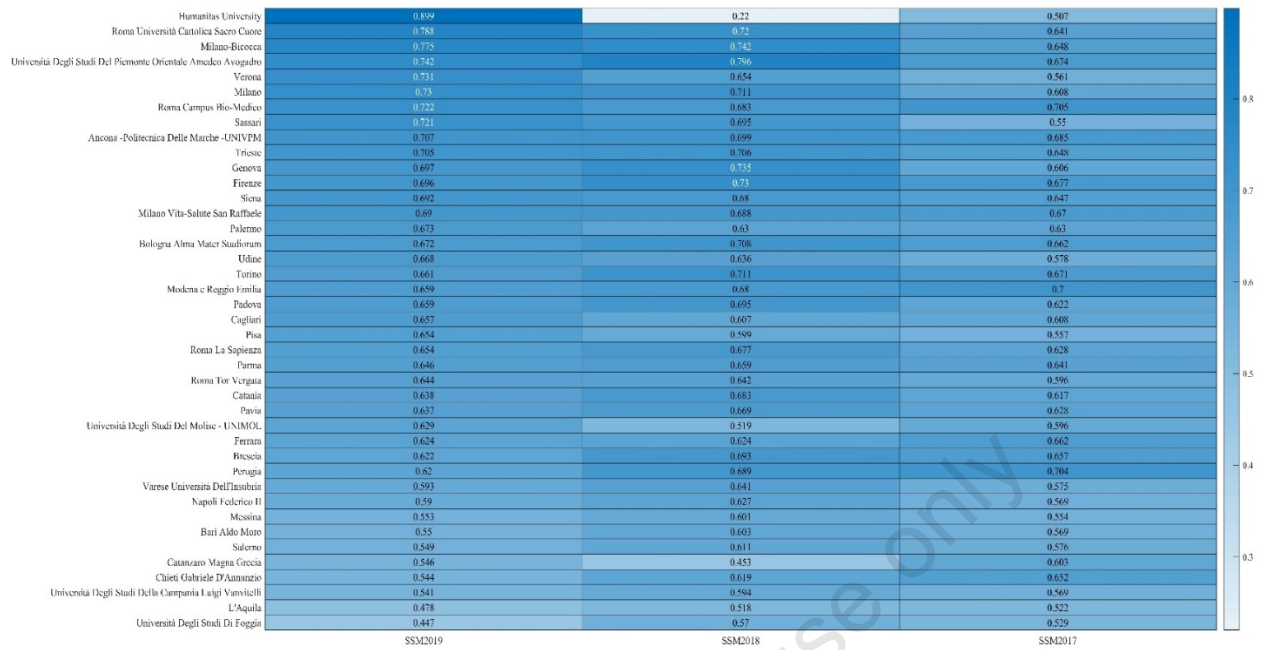 Humanitas University 0.899 0.22 0.507
Roma Università Cattolica Sacro Cuore 0.788 0.72 0.641
Milano-Bicocca 0.775 0.742 0.648
Università Degli Studi Del Piemonte Orientale Amedeo Avogadro 0.742 0.796 0.674
Verona 0.731 0.654 0.561
Milano 0.73 0.711 0.608
0.8
Roma Campus Bio-Medico 0.722 0.683 0.705
Sassari 0.721 0.695 0.55
Ancona -Politecnica Delle Marche -UNIVPM 0.707 0.699 0.685
Trieste 0.705 0.706 0.648
Genova 0.697 0.735 0.606
Firenze 0.696 0.73 0.677
0.7
Siena 0.692 0.68 0.647
Milano Vita-Salute San Raffaele 0.69 0.688 0.67
Palermo 0.673 0.63 0.63
Bologna Alma Mater Studiorum 0.672 0.708 0.662
Udine 0.668 0.636 0.578
Torino 0.661 0.711 0.671
0.6
Modena e Reggio Emilia 0.659 0.68 0.7
Padova 0.659 0.695 0.622
Cagliari 0.657 0.607 0.608
Pisa 0.654 0.599 0.557
Roma La Sapienza 0.654 0.677 0.628
Parma 0.646 0.659 0.641
0.5
Roma Tor Vergata 0.644 0.642 0.596
Catania 0.638 0.683 0.617
Pavia 0.637 0.669 0.628
Università Degli Studi Del Molise - UNIMOL 0.629 0.519 0.596
Ferrara 0.624 0.624 0.662
Brescia 0.622 0.693 0.657
0.4
Perugia 0.62 0.689 0.704
Varese Università Dell'Insubria 0.593 0.641 0.575
Napoli Federico II 0.59 0.627 0.569
Messina 0.553 0.601 0.554
Bari Aldo Moro 0.55 0.603 0.569
Salerno 0.549 0.611 0.576
0.3
Catanzaro Magna Grecia 0.546 0.453 0.603
Chieti Gabriele D'Annunzio 0.544 0.619 0.652
Università Degli Studi Della Campania Luigi Vanvitelli 0.541 0.594 0.569
L'Aquila 0.478 0.518 0.522
Università Degli Studi Di Foggia 0.447 0.57 0.529
SSM2019 SSM2018 SSM2017
use only